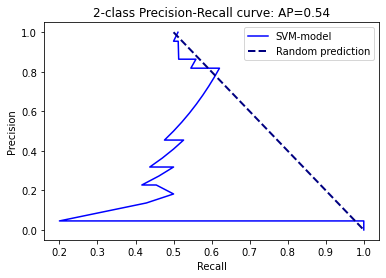 2-class Precision-Recall curve: AP=0.54
SVM-model
Random prediction
1.0
0.8
0.6
0.4
0.2
0.0
Precision
0.2 0.3 0.4 0.5 0.6 0.7 0.8 0.9 1.0
Recall